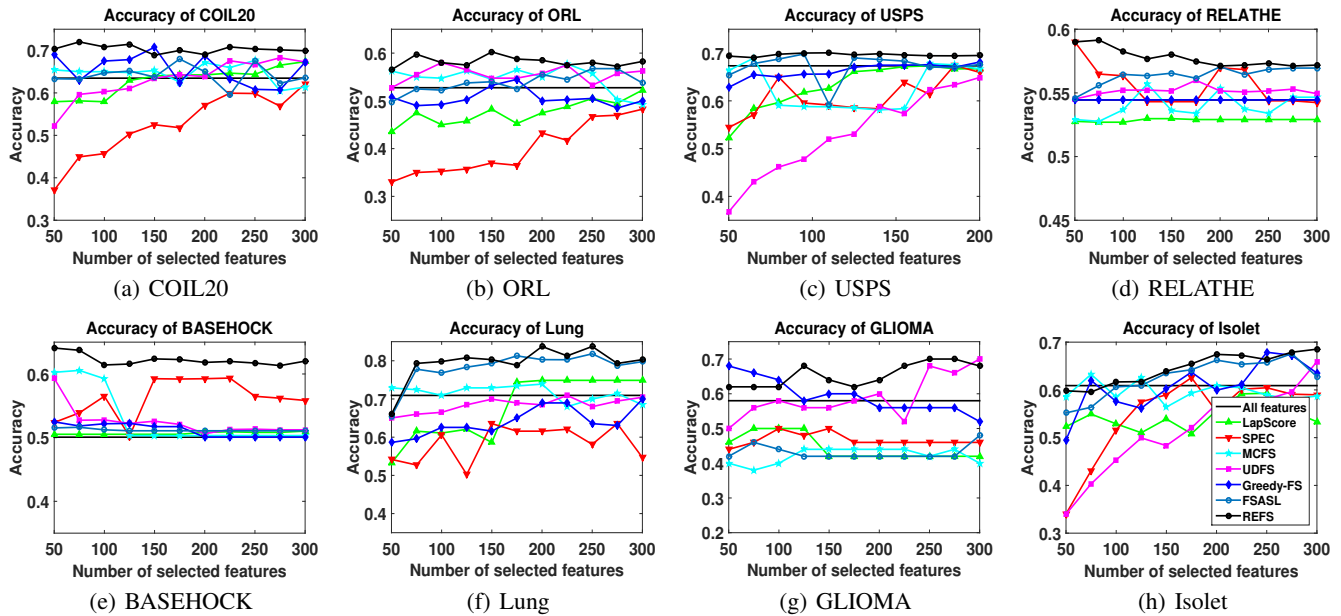 Accuracy of COIL20
Accuracy
0.7
0.6
0.5
0.4
0.3
50 100 150 200 250 300
Number of selected features
(a) COIL20
Accuracy of ORL
Accuracy
0.6
0.5
0.4
0.3
50 100 150 200 250 300
Number of selected features
(b) ORL
Accuracy of USPS
Accuracy
0.7
0.6
0.5
0.4
50 100 150 200
Number of selected features
(c) USPS
Accuracy of RELATHE
Accuracy
0.6
0.55
0.5
0.45
50 100 150 200 250 300
Number of selected features
(d) RELATHE
Accuracy of BASEHOCK
Accuracy
0.6
0.5
0.4
50 100 150 200 250 300
Number of selected features
(e) BASEHOCK
Accuracy of Lung
Accuracy
0.8
0.7
0.6
0.5
0.4
50 100 150 200 250 300
Number of selected features
(f) Lung
Accuracy of GLIOMA
Accuracy
0.8
0.7
0.6
0.5
0.4
0.3
0.2
50 100 150 200 250 300
Number of selected features
(g) GLIOMA
Accuracy of Isolet
Accuracy
0.7
0.6
0.5
0.4
0.3
50 100 150 200 250 300
Number of selected features
All features
LapScore
SPEC
MCFS
UDFS
Greedy-FS
FSASL
REFS
(h) Isolet